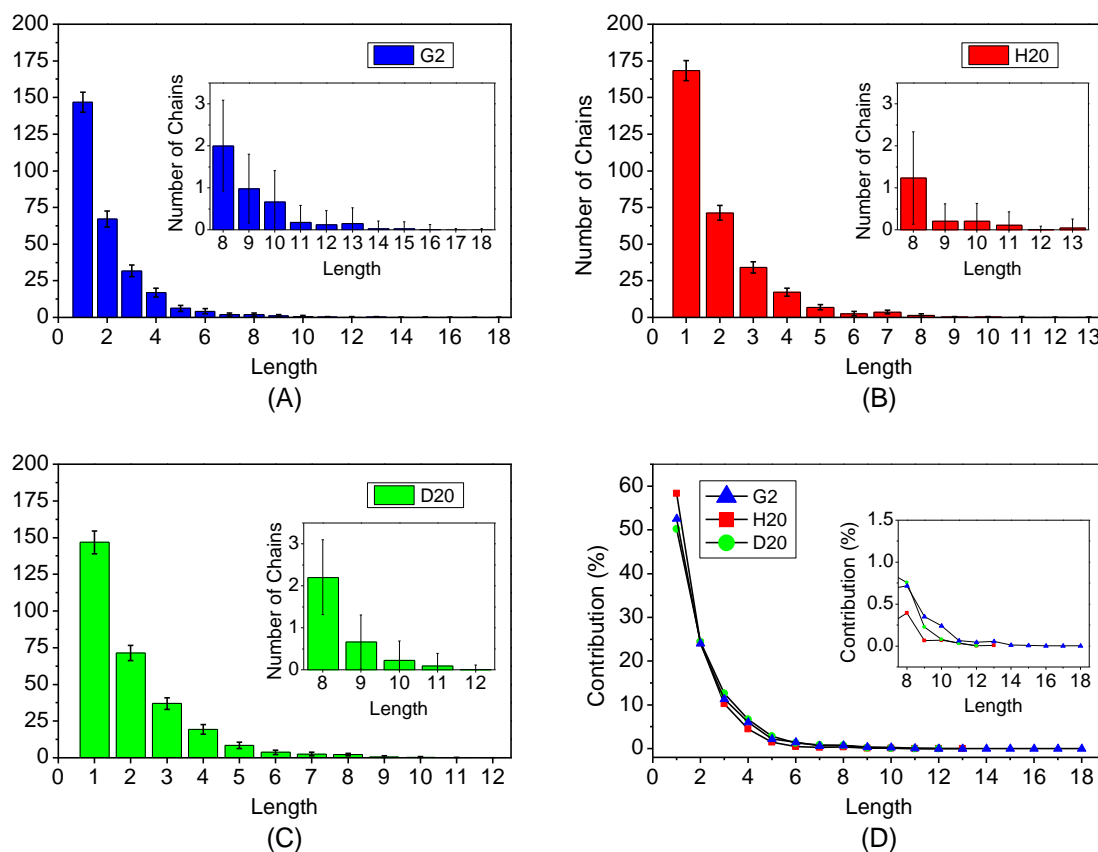 200
175
150
125
100
75
50
25
0
G2
Number of Chains
3
2
1
0
8 9 10 11 12 13 14 15 16 17 18
Length
0 2 4 6 8 10 12 14 16 18
Length
(A)
200
175
150
125
100
75
50
25
0
Number of Chains
H20
Number of Chains
3
2
1
0
8 9 10 11 12 13
Length
0 1 2 3 4 5 6 7 8 9 10 11 12 13
Length
(B)
200
175
150
125
100
75
50
25
0
D20
Number of Chains
3
2
1
0
8 9 10 11 12
Length
0 1 2 3 4 5 6 7 8 9 10 11 12
Length
(C)
60
50
40
30
20
10
0
Contribution (%)
G2
H20
D20
Contribution (%)
1.5
1.0
0.5
0.0
8 10 12 14 16 18
Length
0 2 4 6 8 10 12 14 16 18
Length
(D)